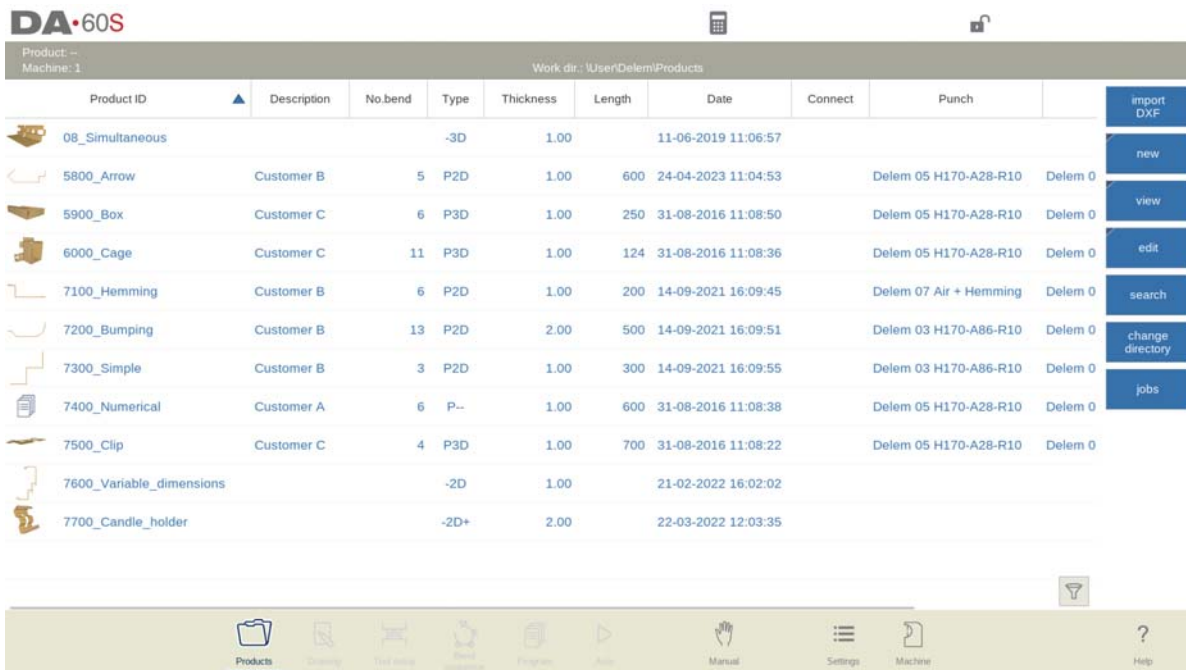 DA•60S
Product: --
Machine: 1
Work dir.: \User\Delem\Products
Product ID Description No.bend Type Thickness Length Date Connect Punch
08_Simultaneous -3D 1.00 11-06-2019 11:06:57
5800_Arrow Customer B 5 P2D 1.00 600 24-04-2023 11:04:53 Delem 05 H170-A28-R10 Delem 0
5900_Box Customer C 6 P3D 1.00 250 31-08-2016 11:08:50 Delem 05 H170-A28-R10 Delem 0
6000_Cage Customer C 11 P3D 1.00 124 31-08-2016 11:08:36 Delem 05 H170-A28-R10 Delem 0
7100_Hemming Customer B 6 P2D 1.00 200 14-09-2021 16:09:45 Delem 07 Air + Hemming Delem 0
7200_Bumping Customer B 13 P2D 2.00 500 14-09-2021 16:09:51 Delem 03 H170-A86-R10 Delem 0
7300_Simple Customer B 3 P2D 1.00 300 14-09-2021 16:09:55 Delem 03 H170-A86-R10 Delem 0
7400_Numerical Customer A 6 P-- 1.00 600 31-08-2016 11:08:38 Delem 05 H170-A28-R10 Delem 0
7500_Clip Customer C 4 P3D 1.00 700 31-08-2016 11:08:22 Delem 05 H170-A28-R10 Delem 0
7600_Variable_dimensions -2D 1.00 21-02-2022 16:02:02
7700_Candle_holder -2D+ 2.00 22-03-2022 12:03:35
import
DXF
new
view
edit
search
change
directory
jobs
Products Program Manual Settings Machine ? Help